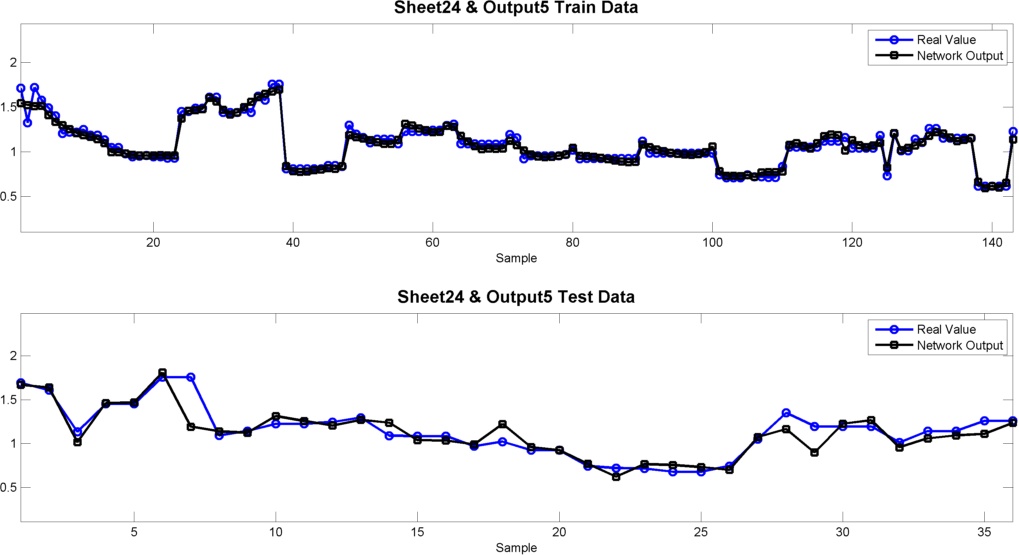 Sheet24 & Output5 Train Data
Real Value
Network Output
2
1.5
1
0.5
20 40 60 80 100 120 140
Sample
Sheet24 & Output5 Test Data
Real Value
Network Output
2
1.5
1
0.5
5 10 15 20 25 30 35
Sample